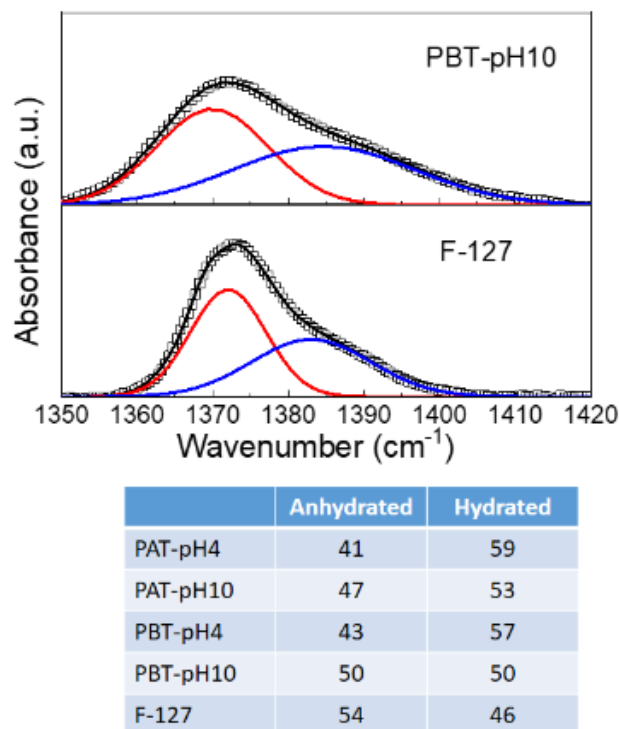 PBT-pH10
F-127
Absorbance (a.u.)
1350 1360 1370 1380 1390 1400 1410 1420
Wavenumber (cm⁻¹)
Anhydrated Hydrated
PAT-pH4 41 59
PAT-pH10 47 53
PBT-pH4 43 57
PBT-pH10 50 50
F-127 54 46